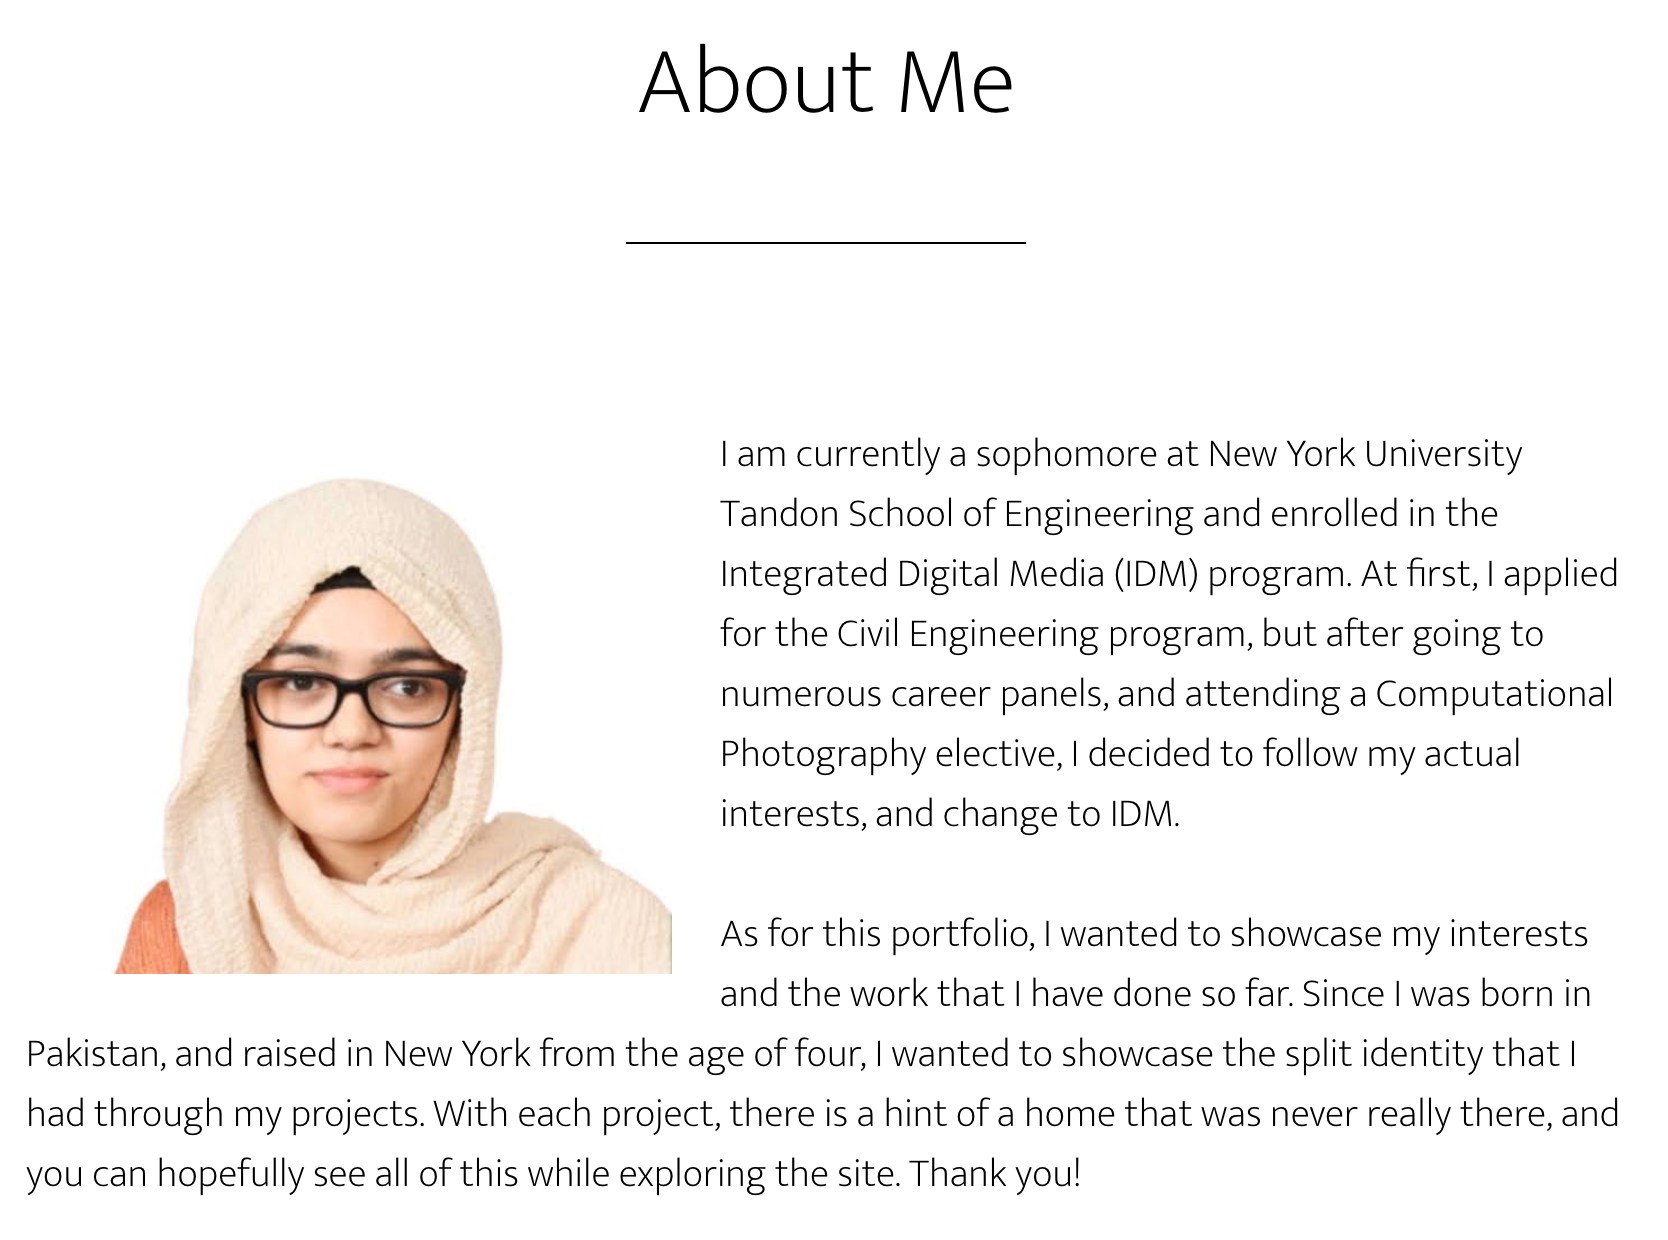 About Me
I am currently a sophomore at New York University
Tandon School of Engineering and enrolled in the
Integrated Digital Media (IDM) program. At first, I applied
for the Civil Engineering program, but after going to
numerous career panels, and attending a Computational
Photography elective, I decided to follow my actual
interests, and change to IDM.
As for this portfolio, I wanted to showcase my interests
and the work that I have done so far. Since I was born in
Pakistan, and raised in New York from the age of four, I wanted to showcase the split identity that I
had through my projects. With each project, there is a hint of a home that was never really there, and
you can hopefully see all of this while exploring the site. Thank you!